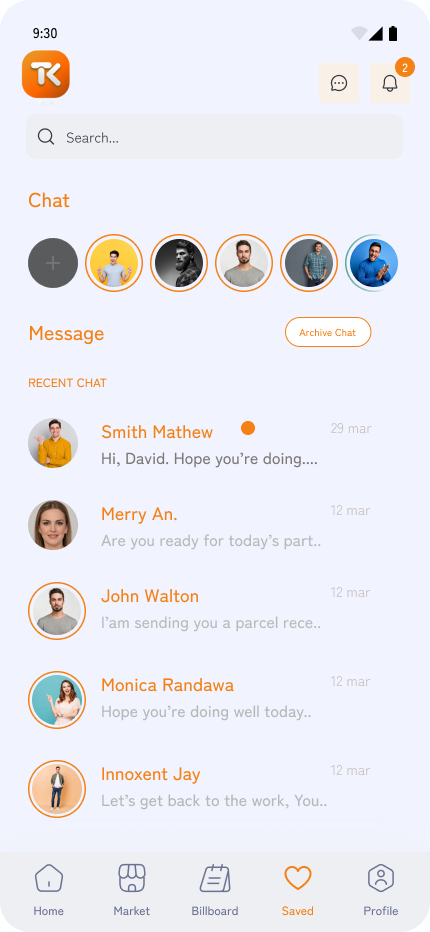 9:30
TK
2
Search...
Chat
Message
Archive Chat
RECENT CHAT
Smith Mathew
29 mar
Hi, David. Hope you're doing....
Merry An.
12 mar
Are you ready for today's part..
John Walton
12 mar
I'am sending you a parcel rece..
Monica Randawa
12 mar
Hope you're doing well today..
Innoxent Jay
12 mar
Let's get back to the work, You..
Home Market Billboard Saved Profile